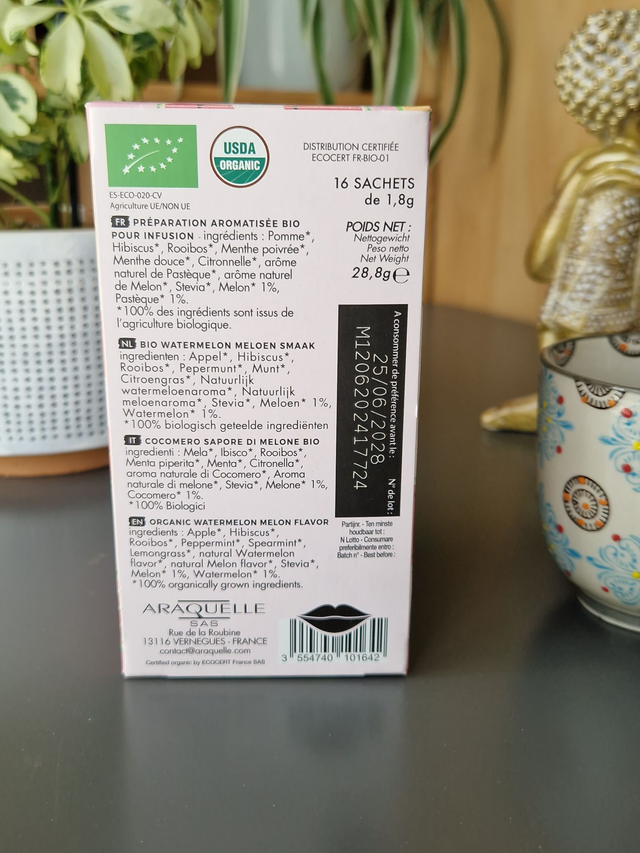 USDA
ORGANIC
DISTRIBUTION CERTIFIÉE
ECOCERT FR-BIO-01
ES-ECO-020-CV
Agriculture UE/NON UE
16 SACHETS
de 1,8g
FR PRÉPARATION AROMATISÉE BIO
POUR INFUSION - ingrédients : Pomme*,
Hibiscus*, Rooibos*, Menthe poivrée*,
Menthe douce*, Citronnelle*, arôme
naturel de Pastèque*, arôme naturel
de Melon*, Stevia*, Melon* 1%,
Pastèque* 1%.
*100% des ingrédients sont issus de
l'agriculture biologique.
POIDS NET :
Nettogewicht
Peso netto
Net Weight
28,8g℮
NL BIO WATERMELON MELOEN SMAAK
ingredienten : Appel*, Hibiscus*,
Rooibos*, Pepermunt*, Munt*,
Citroengras*, Natuurlijk
watermeloenaroma*, Natuurlijk
meloenaroma*, Stevia*, Meloen* 1%,
Watermelon* 1%.
*100% biologisch geteelde ingrediënten
IT COCOMERO SAPORE DI MELONE BIO
ingredienti : Mela*, Ibisco*, Rooibos*,
Menta piperita*, Menta*, Citronella*,
aroma naturale di Cocomero*, Aroma
naturale di melone*, Stevia*, Melone* 1%,
Cocomero* 1%.
*100% Biologici
EN ORGANIC WATERMELON MELON FLAVOR
ingredients : Apple*, Hibiscus*,
Rooibos*, Peppermint*, Spearmint*,
Lemongrass*, natural Watermelon
flavor*, natural Melon flavor*, Stevia*,
Melon* 1%, Watermelon* 1%.
*100% organically grown ingredients.
A consommer de préférence avant le : N° de lot :
25/06/2028
M12062024 17724
Partijnr. - Ten minste
houdbaar tot :
N Lotto - Consumare
preferibilmente entro :
Batch n° - Best before :
ARAQUELLE
SAS
Rue de la Roubine
13116 VERNEGUES - FRANCE
contact@araquelle.com
Certified organic by ECOCERT France SAS
3 554740 101642